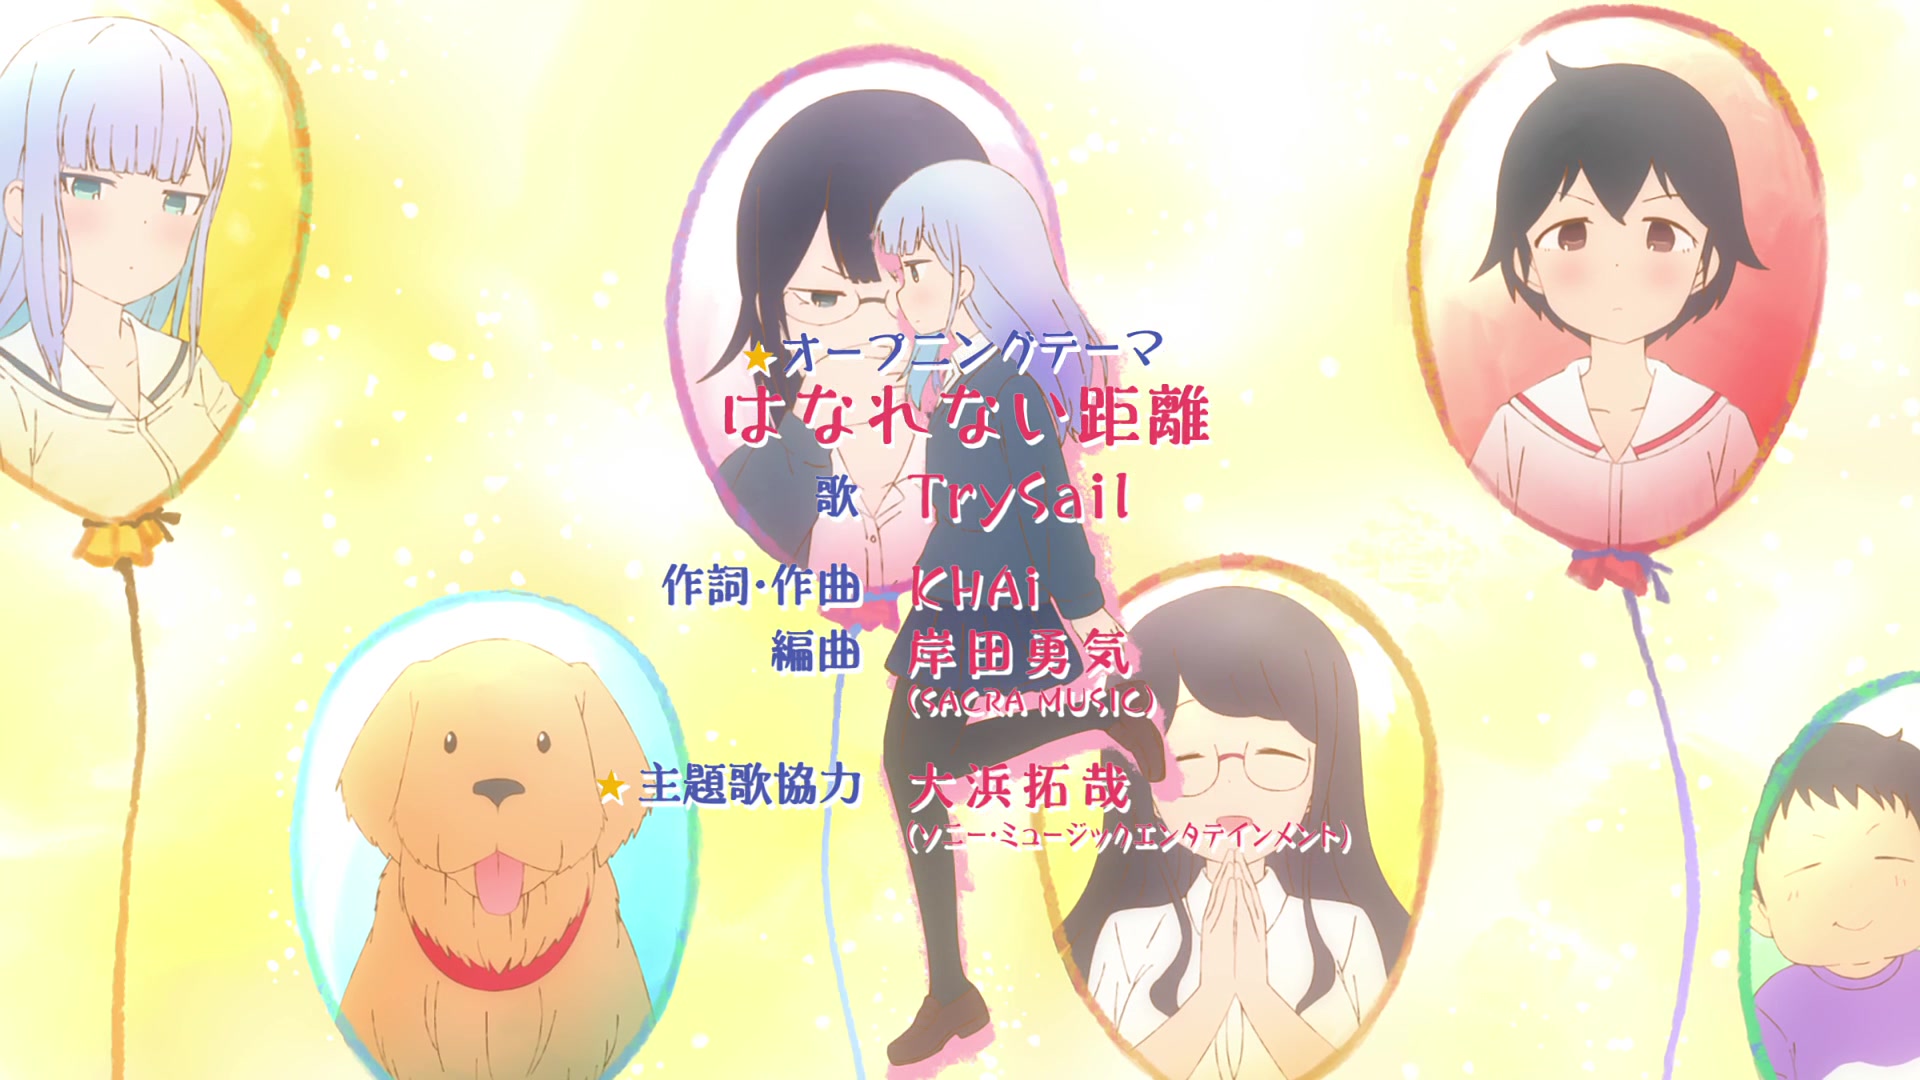 ★オープニングテーマ
はなれない距離
歌 TrySail
作詞・作曲 KHAi
編曲 岸田勇気
(SACRA MUSIC)
★主題歌協力 大浜拓哉
(ソニー・ミュージックエンタテインメント)